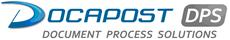 DOCAPOST DPS
DOCUMENT PROCESS SOLUTIONS